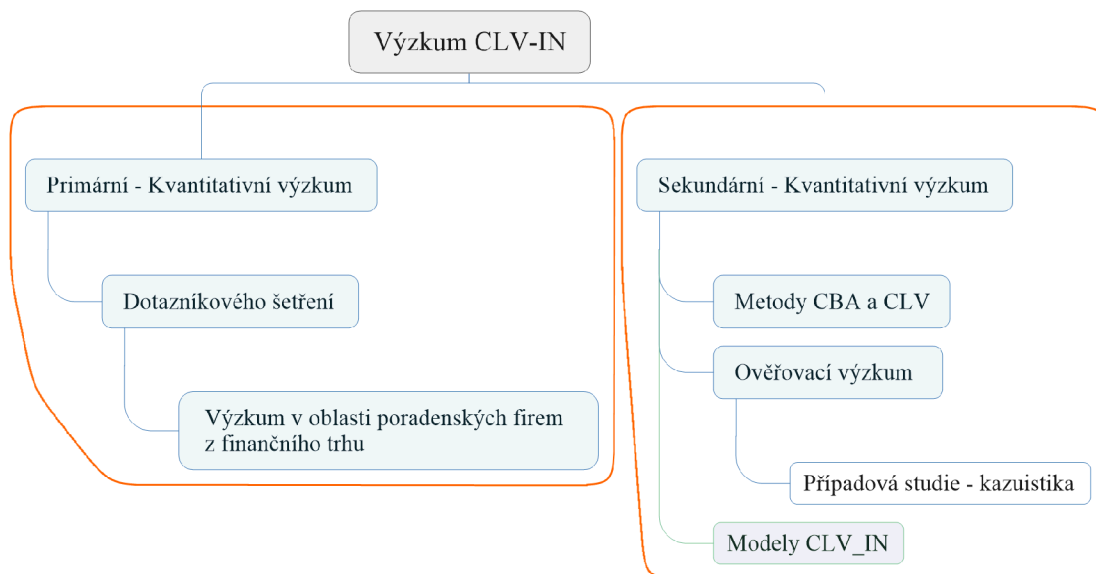 Výzkum CLV-IN
Primární - Kvantitativní výzkum
Dotazníkového šetření
Výzkum v oblasti poradenských firem
z finančního trhu
Sekundární - Kvantitativní výzkum
Metody CBA a CLV
Ověřovací výzkum
Případová studie - kazuistika
Modely CLV_IN